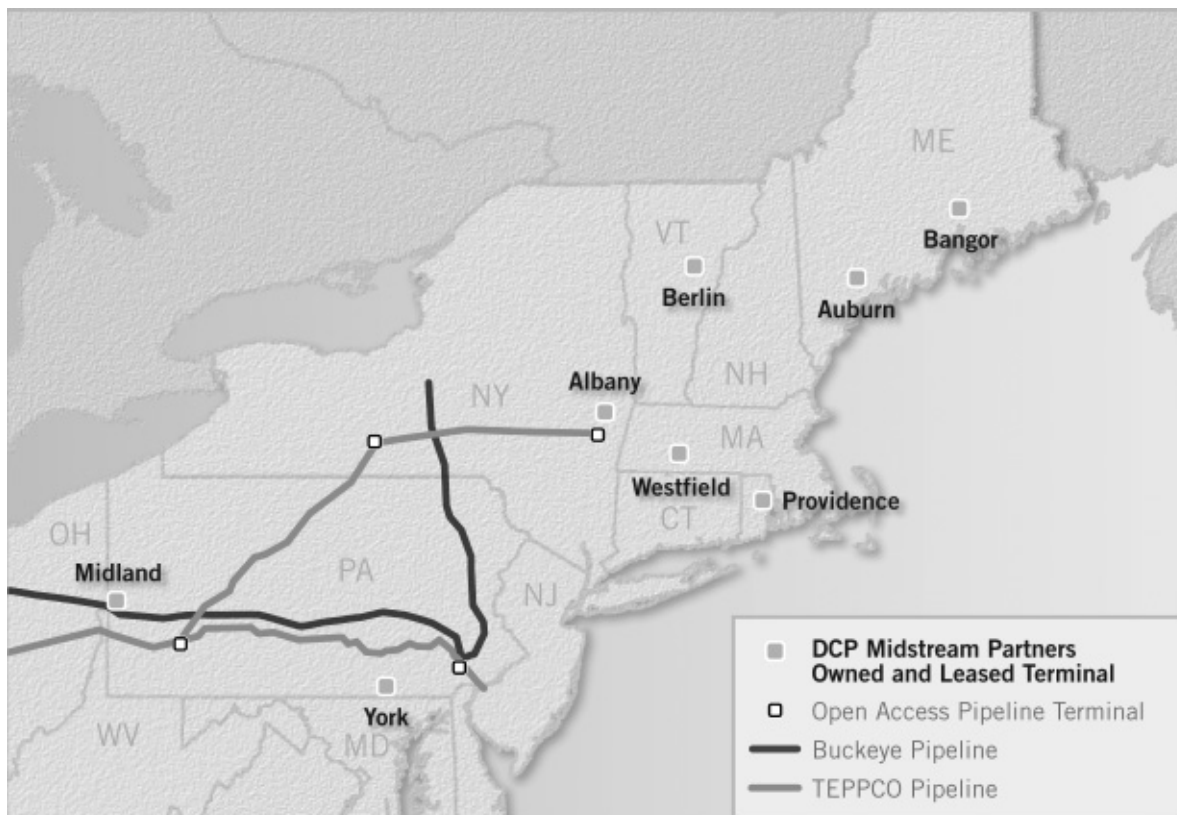 ME
VT
Bangor
Berlin
Auburn
NH
Albany
NY
MA
Westfield
Providence
CT
OH
PA
Midland
NJ
York
WV
MD
DCP Midstream Partners
Owned and Leased Terminal
Open Access Pipeline Terminal
Buckeye Pipeline
TEPPCO Pipeline